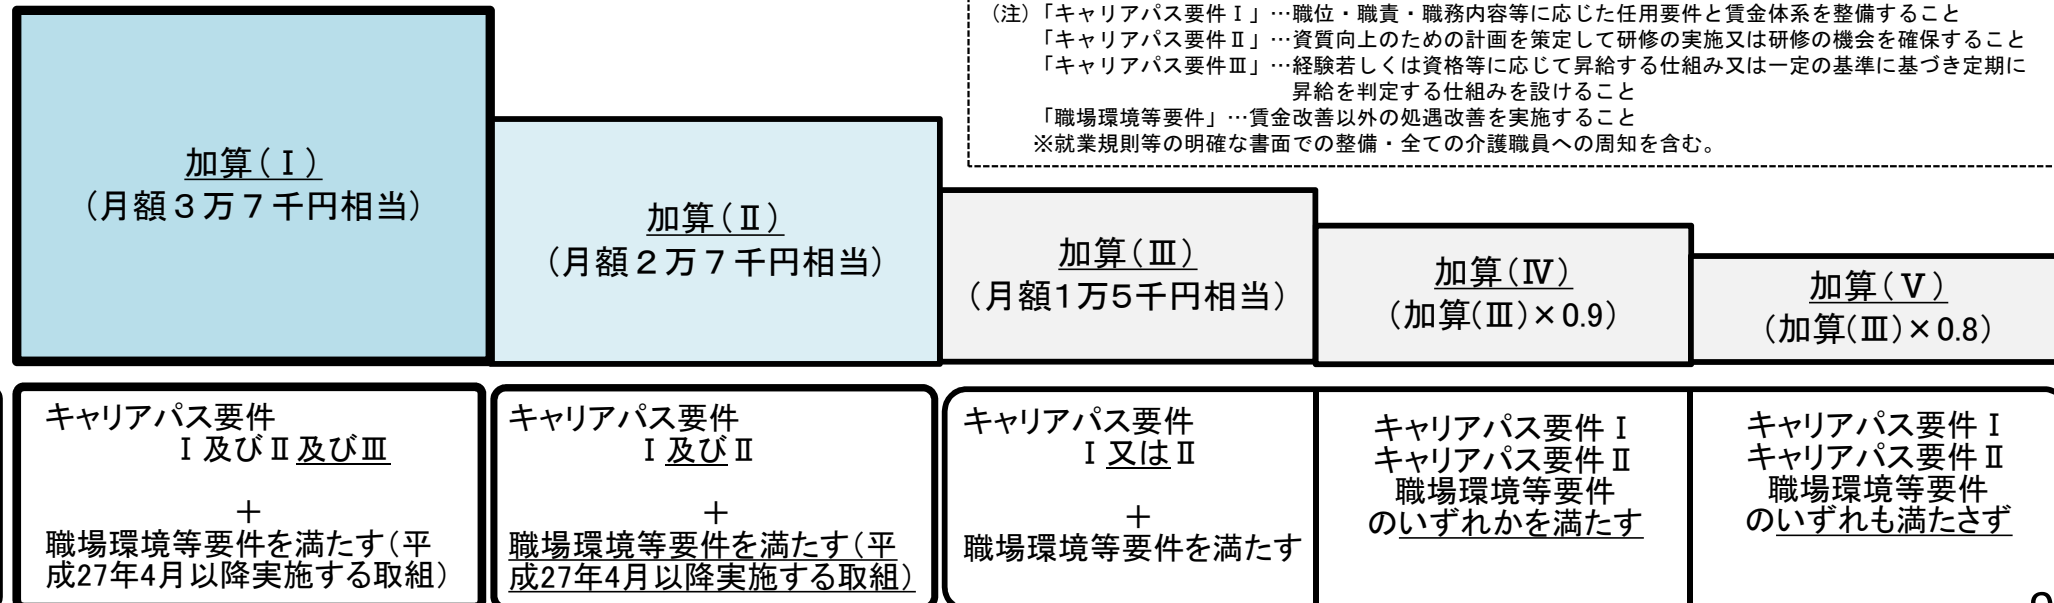 (注)「キャリアパス要件Ⅰ」…職位・職責・職務内容等に応じた任用要件と賃金体系を整備すること
「キャリアパス要件Ⅱ」…資質向上のための計画を策定して研修の実施又は研修の機会を確保すること
「キャリアパス要件Ⅲ」…経験若しくは資格等に応じて昇給する仕組み又は一定の基準に基づき定期に
昇給を判定する仕組みを設けること
「職場環境等要件」…賃金改善以外の処遇改善を実施すること
※就業規則等の明確な書面での整備・全ての介護職員への周知を含む。
加算(Ⅰ)
(月額3万7千円相当)
加算(Ⅱ)
(月額2万7千円相当)
加算(Ⅲ)
(月額1万5千円相当)
加算(Ⅳ)
(加算(Ⅲ)×0.9)
加算(Ⅴ)
(加算(Ⅲ)×0.8)
キャリアパス要件
Ⅰ及びⅡ及びⅢ
+
職場環境等要件を満たす(平
成27年4月以降実施する取組)
キャリアパス要件
Ⅰ及びⅡ
+
職場環境等要件を満たす(平
成27年4月以降実施する取組)
キャリアパス要件
Ⅰ又はⅡ
+
職場環境等要件を満たす
キャリアパス要件Ⅰ
キャリアパス要件Ⅱ
職場環境等要件
のいずれかを満たす
キャリアパス要件Ⅰ
キャリアパス要件Ⅱ
職場環境等要件
のいずれも満たさず